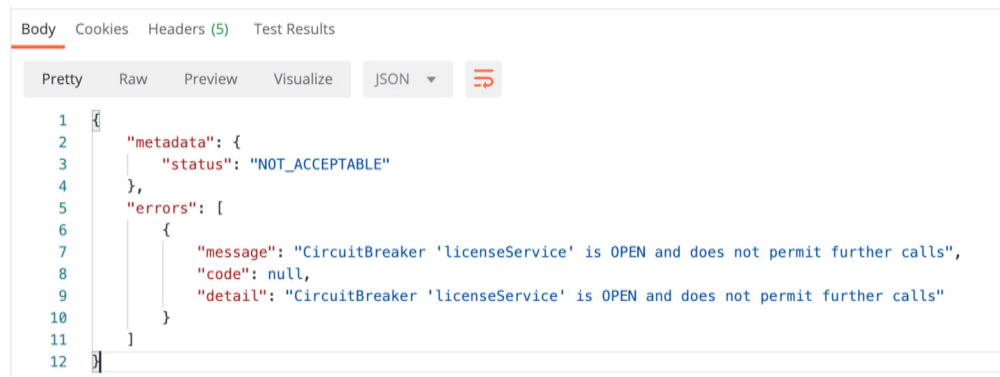 Body Cookies Headers (5) Test Results
Pretty Raw Preview Visualize JSON
1 {
2 "metadata": {
3 "status": "NOT_ACCEPTABLE"
4 },
5 "errors": [
6 {
7 "message": "CircuitBreaker 'licenseService' is OPEN and does not permit further calls",
8 "code": null,
9 "detail": "CircuitBreaker 'licenseService' is OPEN and does not permit further calls"
10 }
11 ]
12 }